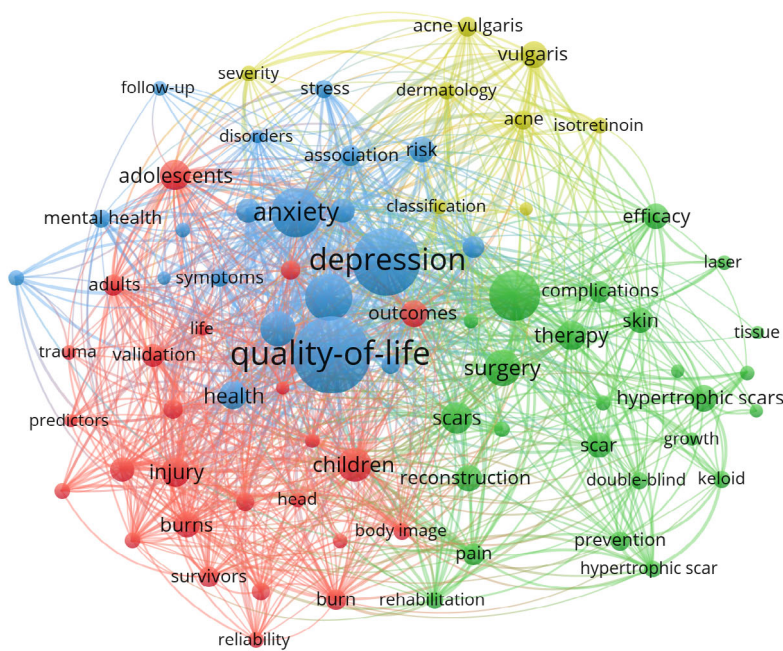 acne vulgaris
vulgaris
severity
follow-up
stress
dermatology
acne
isotretinoin
disorders
association
risk
adolescents
anxiety
classification
mental health
efficacy
depression
laser
adults
symptoms
complications
outcomes
skin
life
therapy
tissue
trauma
validation
quality-of-life
surgery
health
hypertrophic scars
predictors
scars
growth
scar
children
injury
reconstruction
double-blind
keloid
head
burns
body image
prevention
pain
hypertrophic scar
survivors
burn
rehabilitation
reliability